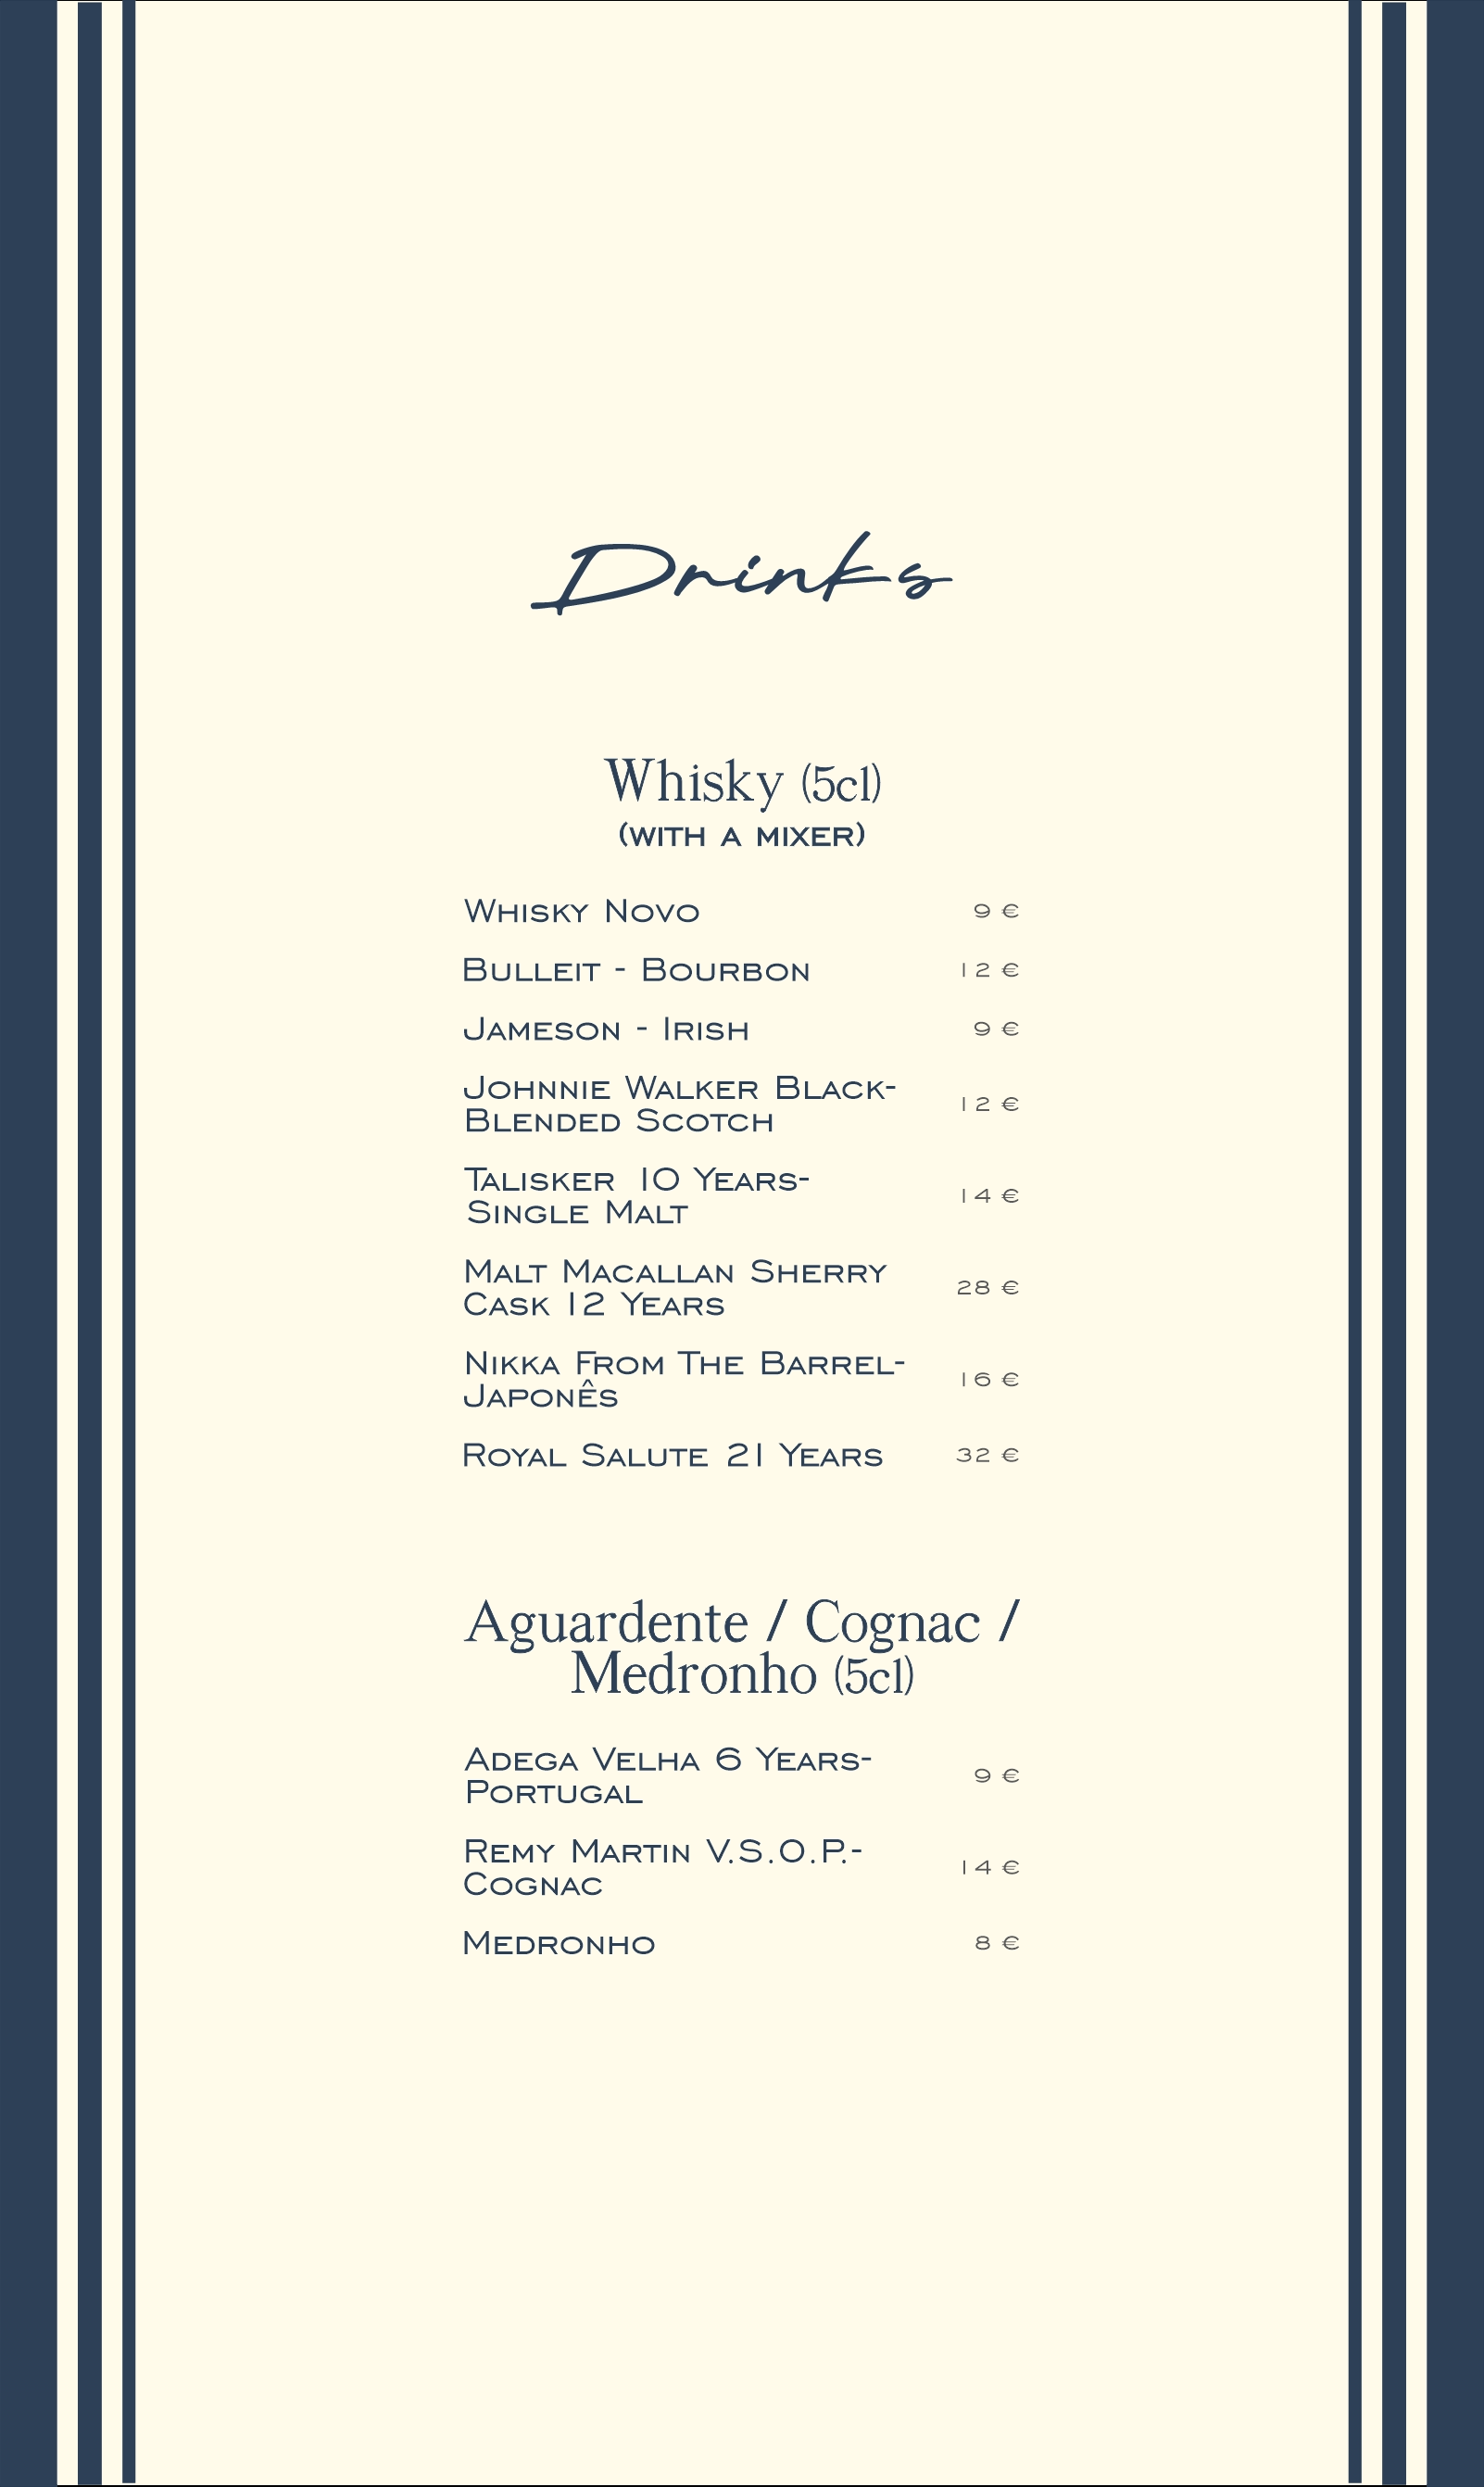 Drinks
Whisky (5cl)
(WITH A MIXER)
Whisky Novo 9 €
Bulleit - Bourbon 12 €
Jameson - Irish 9 €
Johnnie Walker Black-
Blended Scotch 12 €
Talisker 10 Years-
Single Malt 14 €
Malt Macallan Sherry
Cask 12 Years 28 €
Nikka From The Barrel-
Japonês 16 €
Royal Salute 21 Years 32 €
Aguardente / Cognac /
Medronho (5cl)
Adega Velha 6 Years-
Portugal 9 €
Remy Martin V.S.O.P.-
Cognac 14 €
Medronho 8 €